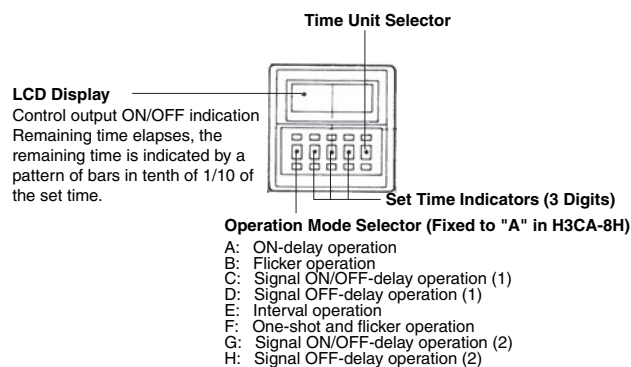 Time Unit Selector
LCD Display
Control output ON/OFF indication
Remaining time elapses, the
remaining time is indicated by a
pattern of bars in tenth of 1/10 of
the set time.
Set Time Indicators (3 Digits)
Operation Mode Selector (Fixed to "A" in H3CA-8H)
A: ON-delay operation
B: Flicker operation
C: Signal ON/OFF-delay operation (1)
D: Signal OFF-delay operation (1)
E: Interval operation
F: One-shot and flicker operation
G: Signal ON/OFF-delay operation (2)
H: Signal OFF-delay operation (2)